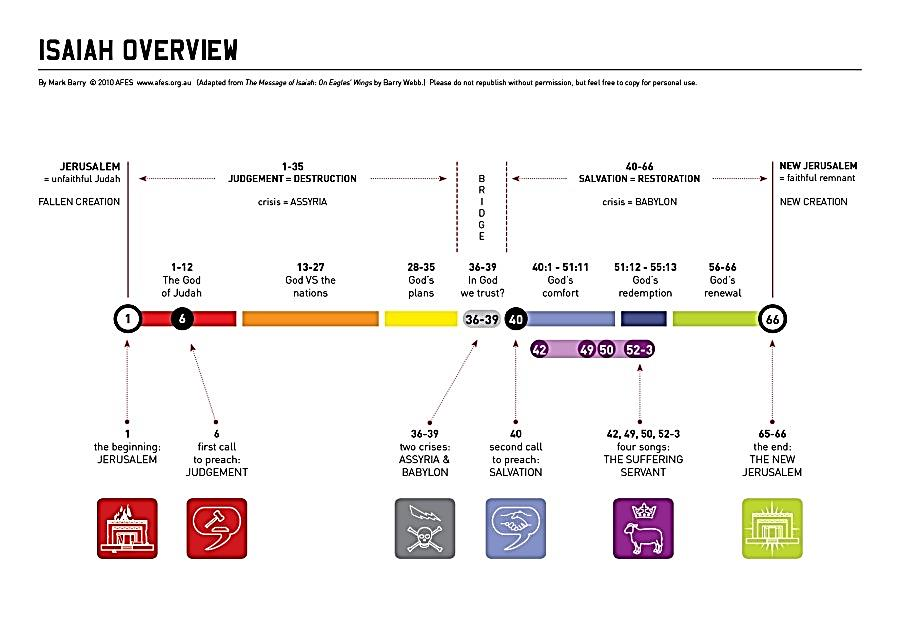 ISAIAH OVERVIEW
By Mark Barry © 2010 AFES www.afes.org.au (Adapted from The Message of Isaiah: On Eagles' Wings by Barry Webb.) Please do not republish without permission, but feel free to copy for personal use.
JERUSALEM
= unfaithful Judah
FALLEN CREATION
1-35
JUDGEMENT = DESTRUCTION
crisis = ASSYRIA
BRIDGE
40-66
SALVATION = RESTORATION
crisis = BABYLON
NEW JERUSALEM
= faithful remnant
NEW CREATION
1-12
The God
of Judah
13-27
God VS the
nations
28-35
God's
plans
36-39
In God
we trust?
40:1 - 51:11
God's
comfort
51:12 - 55:13
God's
redemption
56-66
God's
renewal
1
6
36-39
40
66
42
49
50
52-3
1
the beginning:
JERUSALEM
6
first call
to preach:
JUDGEMENT
36-39
two crises:
ASSYRIA &
BABYLON
40
second call
to preach:
SALVATION
42, 49, 50, 52-3
four songs:
THE SUFFERING
SERVANT
65-66
the end:
THE NEW
JERUSALEM